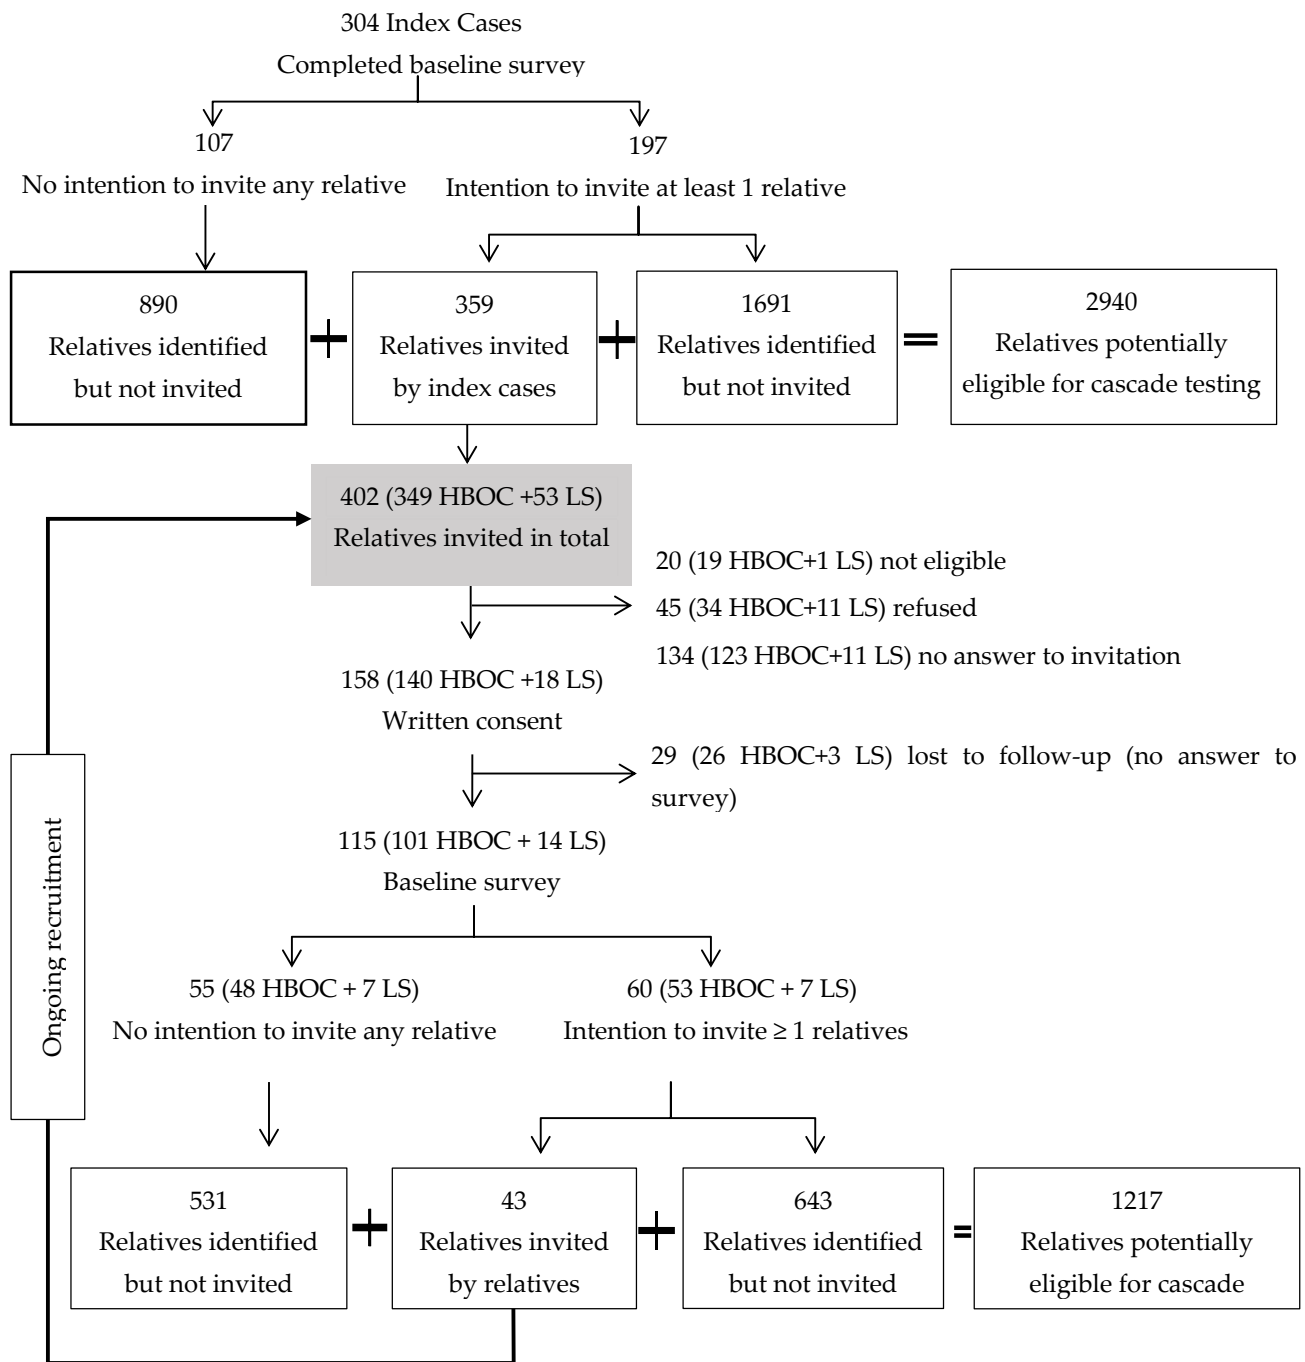 304 Index Cases
Completed baseline survey
107
No intention to invite any relative
197
Intention to invite at least 1 relative
890
Relatives identified
but not invited
+
359
Relatives invited
by index cases
+
1691
Relatives identified
but not invited
=
2940
Relatives potentially
eligible for cascade testing
402 (349 HBOC +53 LS)
Relatives invited in total
20 (19 HBOC+1 LS) not eligible
45 (34 HBOC+11 LS) refused
134 (123 HBOC+11 LS) no answer to invitation
158 (140 HBOC +18 LS)
Written consent
29 (26 HBOC+3 LS) lost to follow-up (no answer to
survey)
115 (101 HBOC + 14 LS)
Baseline survey
Ongoing recruitment
55 (48 HBOC + 7 LS)
No intention to invite any relative
60 (53 HBOC + 7 LS)
Intention to invite ≥ 1 relatives
531
Relatives identified
but not invited
+
43
Relatives invited
by relatives
+
643
Relatives identified
but not invited
=
1217
Relatives potentially
eligible for cascade